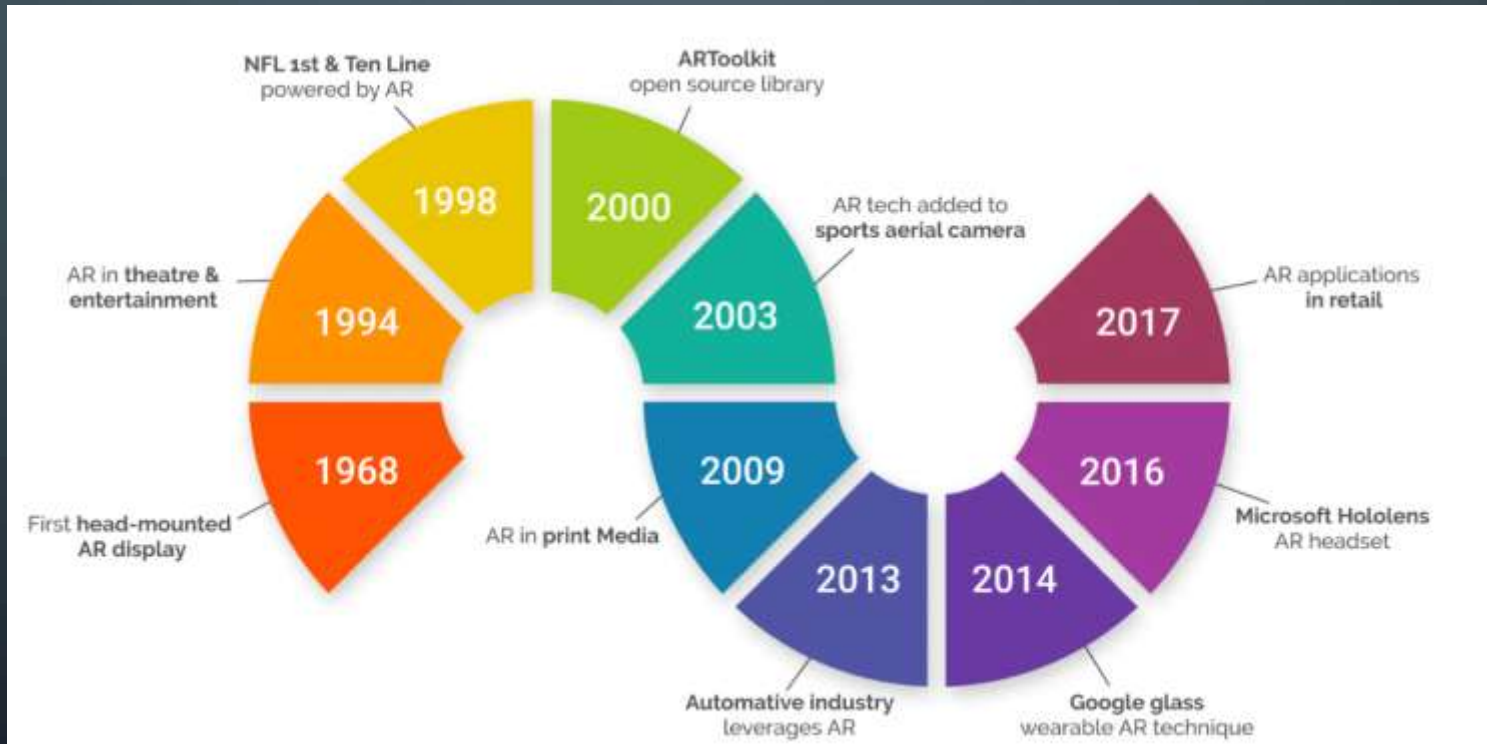 NFL 1st & Ten Line
powered by AR
ARToolkit
open source library
1998
2000
AR tech added to
sports aerial camera
AR in theatre &
entertainment
AR applications
in retail
1994
2003
2017
1968
2009
2016
First head-mounted
AR display
AR in print Media
Microsoft Hololens
AR headset
2013
2014
Automative industry
leverages AR
Google glass
wearable AR technique